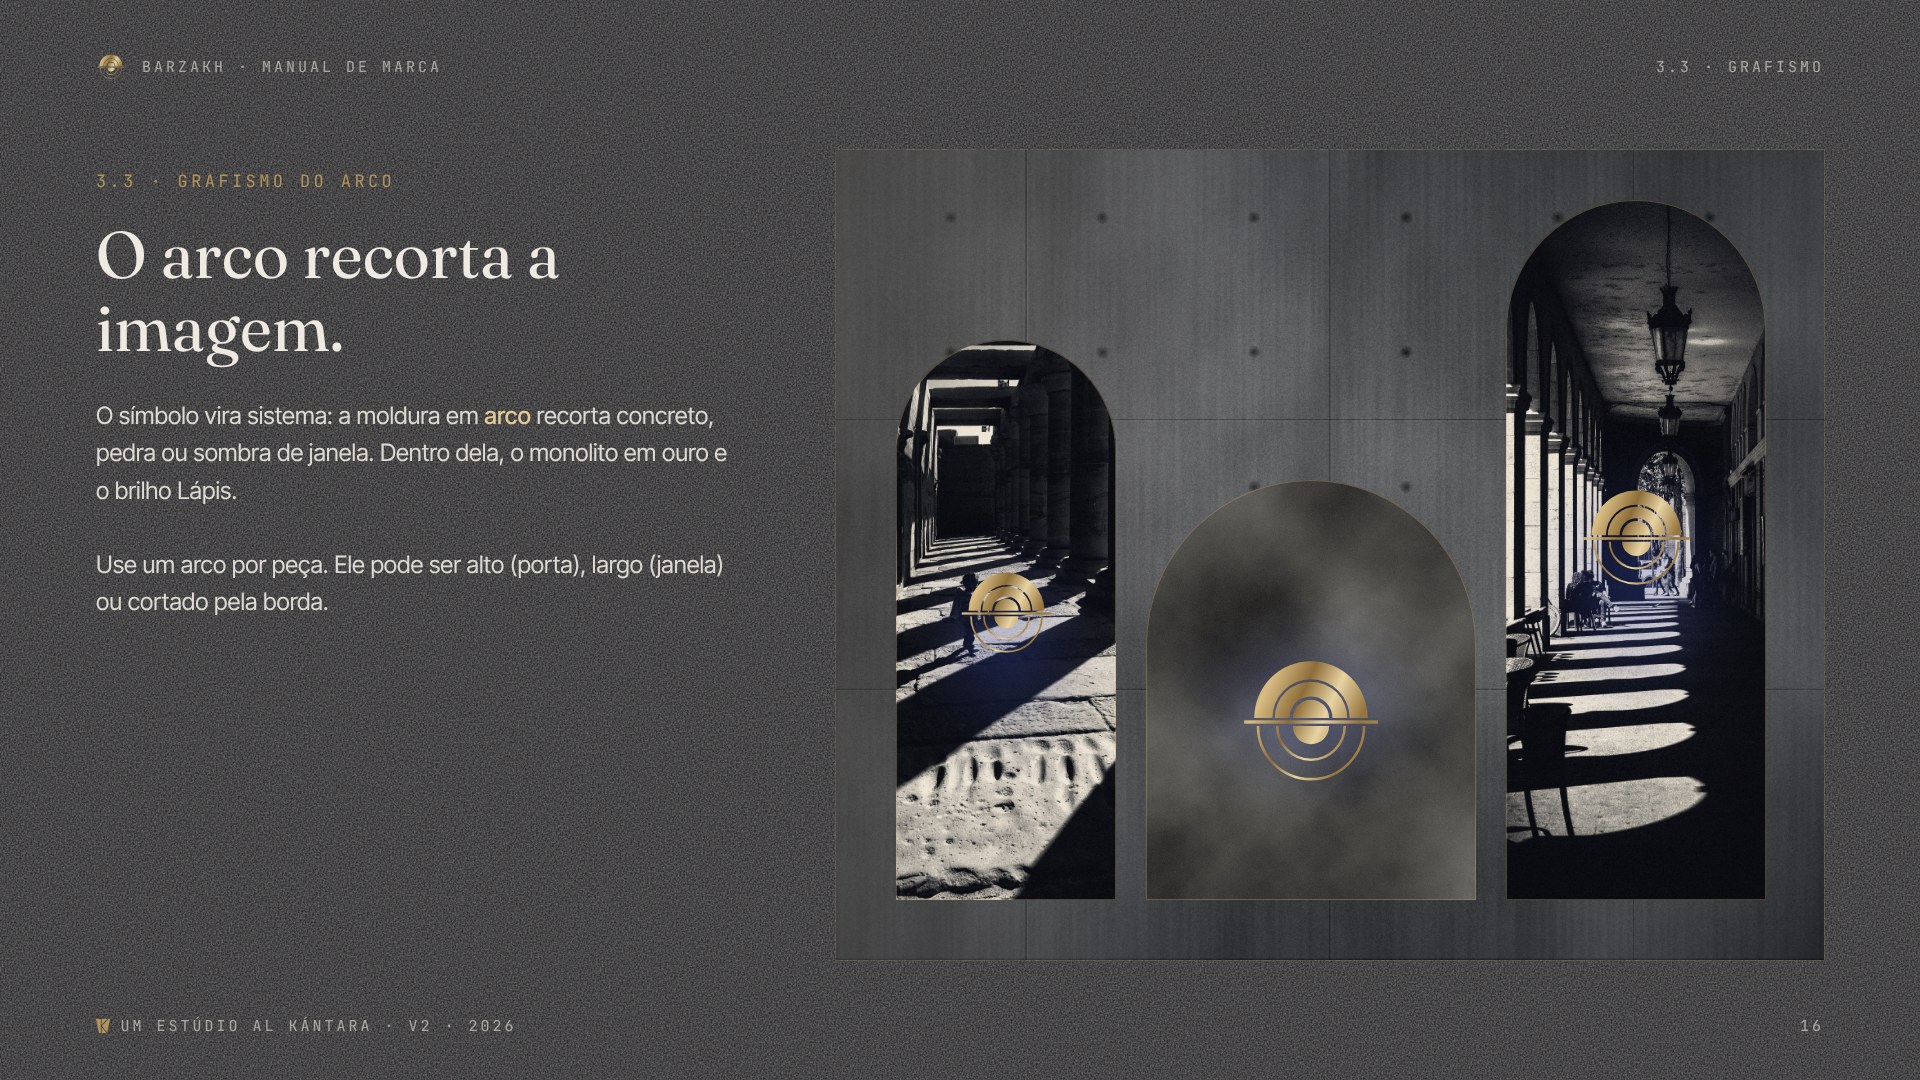 BARZAKH · MANUAL DE MARCA
3.3 · GRAFISMO
3.3 · GRAFISMO DO ARCO
O arco recorta a
imagem.
O símbolo vira sistema: a moldura em arco recorta concreto,
pedra ou sombra de janela. Dentro dela, o monolito em ouro e
o brilho Lápis.
Use um arco por peça. Ele pode ser alto (porta), largo (janela)
ou cortado pela borda.
K UM ESTÚDIO AL KÁNTARA · V2 · 2026
16